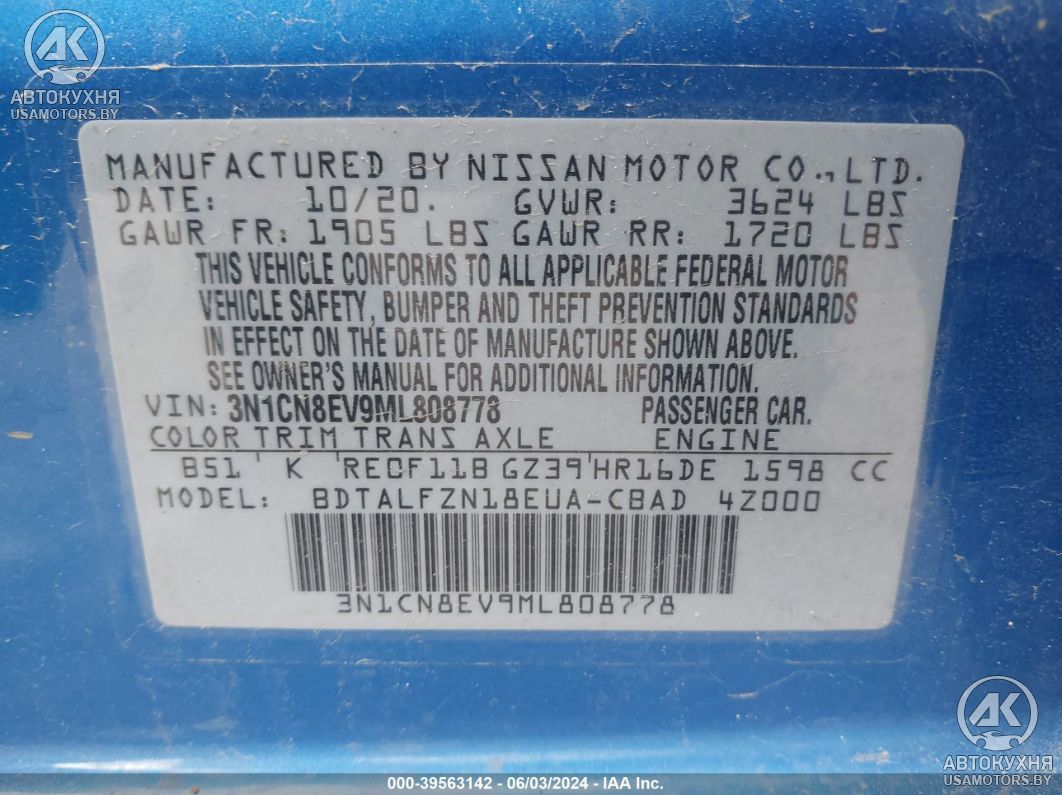 AK
АВТОКУХНЯ
USAMOTORS.BY
MANUFACTURED BY NISSAN MOTOR CO., LTD.
DATE: 10/20. GVWR: 3624 LBS
GAWR FR: 1905 LBS GAWR RR: 1720 LBS
THIS VEHICLE CONFORMS TO ALL APPLICABLE FEDERAL MOTOR
VEHICLE SAFETY, BUMPER AND THEFT PREVENTION STANDARDS
IN EFFECT ON THE DATE OF MANUFACTURE SHOWN ABOVE.
SEE OWNER'S MANUAL FOR ADDITIONAL INFORMATION.
VIN: 3N1CN8EV9ML808778 PASSENGER CAR.
COLOR TRIM TRANS AXLE ENGINE
B51 ' K ' RE0F11B GZ39 ' HR16DE 1598 CC
MODEL: BDTALFZN18EUA-CBAD 4Z000
3N1CN8EV9ML808778
AK
АВТОКУХНЯ
USAMOTORS.BY
000-39563142 - 06/03/2024 - IAA Inc.